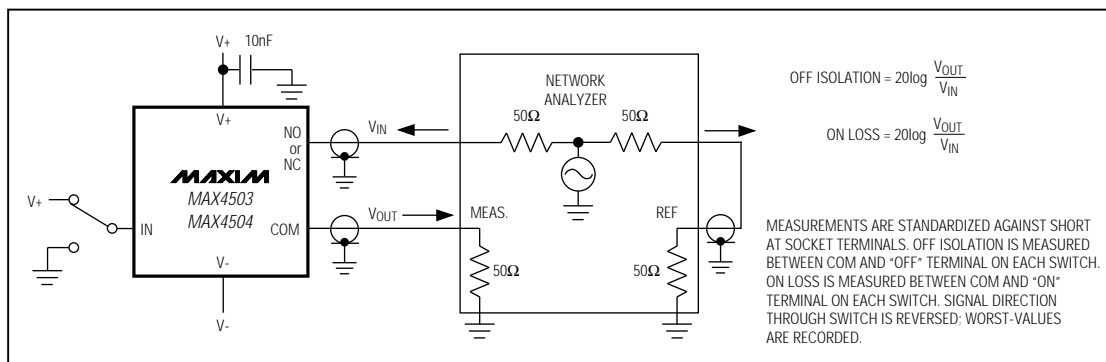 V+
10nF
V+
NO
or
NC
MAXIM
MAX4503
MAX4504
V+
IN
COM
V-
V-
VIN
VOUT
NETWORK
ANALYZER
50Ω
50Ω
MEAS.
REF
50Ω
50Ω
OFF ISOLATION = 20log VOUT
VIN
ON LOSS = 20log VOUT
VIN
MEASUREMENTS ARE STANDARDIZED AGAINST SHORT
AT SOCKET TERMINALS. OFF ISOLATION IS MEASURED
BETWEEN COM AND "OFF" TERMINAL ON EACH SWITCH.
ON LOSS IS MEASURED BETWEEN COM AND "ON"
TERMINAL ON EACH SWITCH. SIGNAL DIRECTION
THROUGH SWITCH IS REVERSED; WORST-VALUES
ARE RECORDED.